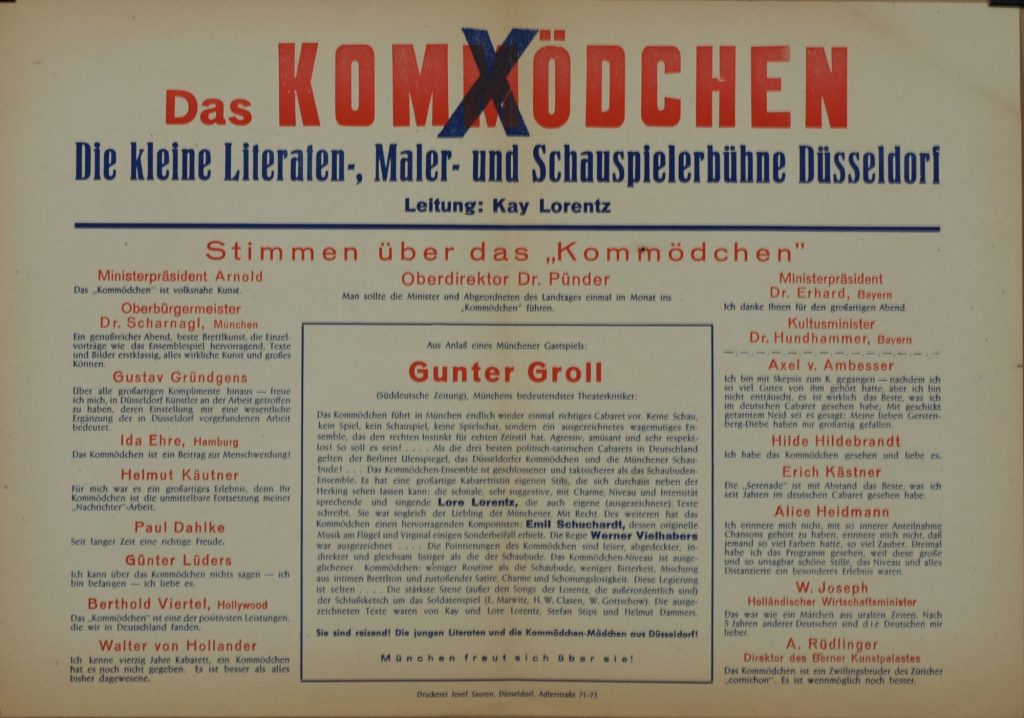 Das KOMMÖDCHEN
X
Die kleine Literaten-, Maler- und Schauspielerbühne Düsseldorf
Leitung: Kay Lorentz
Stimmen über das „Kommödchen"
Ministerpräsident Arnold
Das „Kommödchen" ist volksnahe Kunst.
Oberbürgermeister
Dr. Scharnagl, München
Ein genußreicher Abend, beste Brettlkunst, die Einzel-
vorträge wie das Ensemblespiel hervorragend, Texte
und Bilder erstklassig, alles wirkliche Kunst und großes
Können.
Gustav Gründgens
Über alle großartigen Komplimente hinaus — freue
ich mich, in Düsseldorf Künstler an der Arbeit getroffen
zu haben, deren Einstellung mir eine wesentliche
Ergänzung der in Düsseldorf vorgefundenen Arbeit
bedeutet.
Ida Ehre, Hamburg
Das Kommödchen ist ein Beitrag zur Menschwerdung!
Helmut Käutner
Für mich war es ein großartiges Erlebnis, denn Ihr
Kommödchen ist die unmittelbare Fortsetzung meiner
„Nachrichter"-Arbeit.
Paul Dahlke
Seit langer Zeit eine richtige Freude.
Günter Lüders
Ich kann über das Kommödchen nichts sagen — ich
bin befangen — ich liebe es.
Berthold Viertel, Hollywood
Das „Kommödchen" ist eine der positivsten Leistungen,
die wir in Deutschland fanden.
Walter von Hollander
Ich kenne vierzig Jahre Kabarett, ein Kommödchen
hat es noch nicht gegeben. Es ist besser als alles
bisher dagewesene.
Oberdirektor Dr. Pünder
Man sollte die Minister und Abgeordneten des Landtages einmal im Monat ins
„Kommödchen" führen.
Aus Anlaß eines Münchener Gastspiels:
Gunter Groll
(Süddeutsche Zeitung), Münchens bedeutendster Theaterkritiker:
Das Kommödchen führt in München endlich wieder einmal richtiges Cabaret vor. Keine Schau,
kein Spiel, kein Schauspiel, keine Spielschar, sondern ein ausgezeichnetes wagemutiges En-
semble, das den rechten Instinkt für echten Zeitstil hat. Agressiv, amüsant und sehr respekt-
los! So soll es sein! . . . . Als die drei besten politisch-satirischen Cabarets in Deutschland
gelten der Berliner Ulenspiegel, das Düsseldorfer Kommödchen und die Münchener Schau-
bude! . . . Das Kommödchen-Ensemble ist geschlossener und taktsicherer als das Schaubuden-
Ensemble. Es hat eine großartige Kabarettistin eigenen Stils, die sich durchaus neben der
Herking sehen lassen kann: die schmale, sehr suggestive, mit Charme, Niveau und Intensität
sprechende und singende Lore Lorentz, die auch eigene (ausgezeichnete) Texte
schreibt. Sie war sogleich der Liebling der Münchener. Mit Recht. Des weiteren hat das
Kommödchen einen hervorragenden Komponisten: Emil Schuchardt, dessen originelle
Musik am Flügel und Virginal einigen Sonderbeifall erhielt. Die Regie Werner Vielhabers
war ausgezeichnet . . . . Die Pointierungen des Kommödchen sind leiser, abgedeckter, in-
direkter und gleichsam listiger als die der Schaubude. Das Kommödchen-Niveau ist ausge-
glichener. Kommödchen: weniger Routine als die Schaubude, weniger Bitterkeit, Mischung
aus intimen Brettlton und zustoßender Satire, Charme und Schonungslosigkeit. Diese Legierung
ist selten . . . . Die stärkste Szene (außer den Songs der Lorentz, die außerordentlich sind)
der Schlußketsch um das Soldatenspiel (E. Marwitz, H. W. Clasen, W. Gottschow). Die ausge-
zeichneten Texte waren von Kay und Lore Lorentz, Stefan Stips und Helmut Dammers.
Sie sind reizend! Die jungen Literaten und die Kommödchen-Mädchen aus Düsseldorf!
München freut sich über sie!
Ministerpräsident
Dr. Erhard, Bayern
Ich danke Ihnen für den großartigen Abend.
Kultusminister
Dr. Hundhammer, Bayern
Axel v. Ambesser
Ich bin mit Skepsis zum K. gegangen — nachdem ich
so viel Gutes von ihm gehört hatte, aber ich bin
nicht enttäuscht, es ist wirklich das Beste, was ich
im deutschen Cabaret gesehen habe. Mit geschickt
getarntem Neid sei es gesagt: Meine lieben Gersten-
berg-Diebe haben mir großartig gefallen.
Hilde Hildebrandt
Ich habe das Kommödchen gesehen und liebe es.
Erich Kästner
Die „Serenade" ist mit Abstand das Beste, was ich
seit Jahren im deutschen Cabaret gesehen habe.
Alice Heidmann
Ich erinnere mich nicht, mit so innerer Anteilnahme
Chansons gehört zu haben, erinnere mich nicht, daß
jemand so viel Farben hatte, so viel Zauber. Dreimal
habe ich das Programm gesehen, weil diese große
und so unsagbar schöne Stille, das Niveau und alles
Distanzierte ein besonderes Erlebnis waren.
W. Joseph
Holländischer Wirtschaftsminister
Das war wie ein Märchen aus uralten Zeiten. Nach
5 Jahren anderer Deutschen sind die Deutschen mir
lieber.
A. Rüdlinger
Direktor des Berner Kunstpalastes
Das Kommödchen ist ein Zwillingsbruder des Züricher
„cornichon". Es ist wennmöglich noch besser.
Druckerei Josef Sauren, Düsseldorf, Adlerstraße 71-73